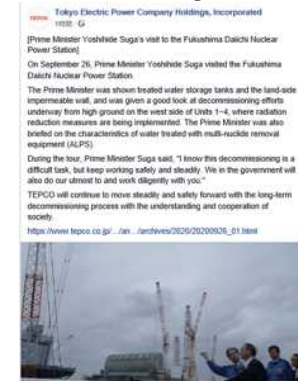 Tokyo Electric Power Company Holdings, Incorporated
[Prime Minister Yoshihide Suga's visit to the Fukushima Daiichi Nuclear
Power Station]
On September 26, Prime Minister Yoshihide Suga visited the Fukushima
Daiichi Nuclear Power Station.
The Prime Minister was shown treated water storage tanks and the land-side
impermeable wall, and was given a good look at decommissioning efforts
underway from high ground on the west side of Units 1~4, where radiation
reduction measures are being implemented. The Prime Minister was also
briefed on the characteristics of water treated with multi-nuclide removal
equipment (ALPS).
During the tour, Prime Minister Suga said, "I know this decommissioning is a
difficult task, but keep working safely and steadily. We in the government will
also do our utmost to and work diligently with you."
TEPCO will continue to move steadily and safely forward with the long-term
decommissioning process with the understanding and cooperation of
society.
https://www.tepco.co.jp/.../an.../archives/2020/20200926_01.html